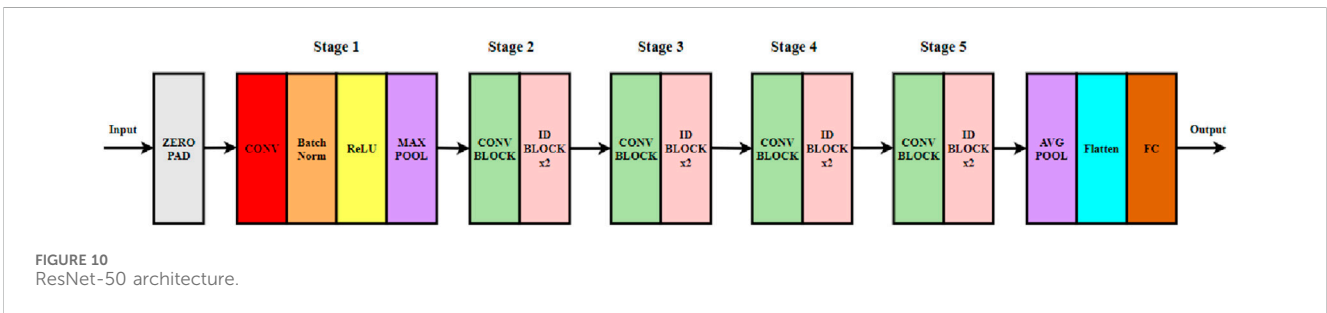 Stage 1
Stage 2
Stage 3
Stage 4
Stage 5
Input
ZERO
PAD
CONV
Batch
Norm
ReLU
MAX
POOL
CONV
BLOCK
ID
BLOCK
x2
CONV
BLOCK
ID
BLOCK
x2
CONV
BLOCK
ID
BLOCK
x2
CONV
BLOCK
ID
BLOCK
x2
AVG
POOL
Flatten
FC
Output
FIGURE 10
ResNet-50 architecture.